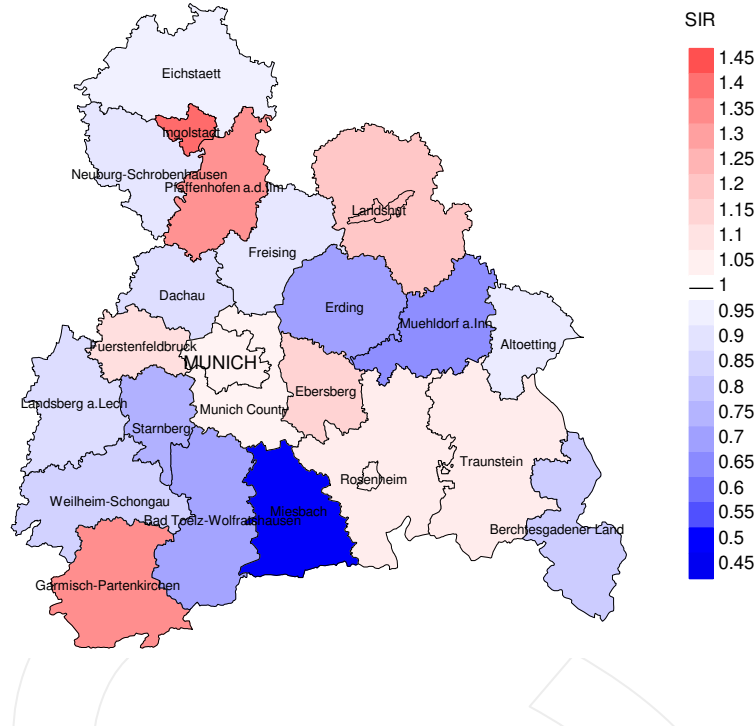 SIR
Eichstaett
1.45
1.4
1.35
1.3
1.25
1.2
1.15
1.1
1.05
1
0.95
0.9
0.85
0.8
0.75
0.7
0.65
0.6
0.55
0.5
0.45
Ingolstadt
Neuburg-Schrobenhausen
Pfaffenhofen a.d.Ilm
Landshut
Freising
Dachau
Erding
Muehldorf a.Inn
Altoetting
Fuerstenfeldbruck
MUNICH
Ebersberg
Landsberg a.Lech
Munich County
Starnberg
Traunstein
Rosenheim
Weilheim-Schongau
Miesbach
Bad Toelz-Wolfratshausen
Berchtesgadener Land
Garmisch-Partenkirchen